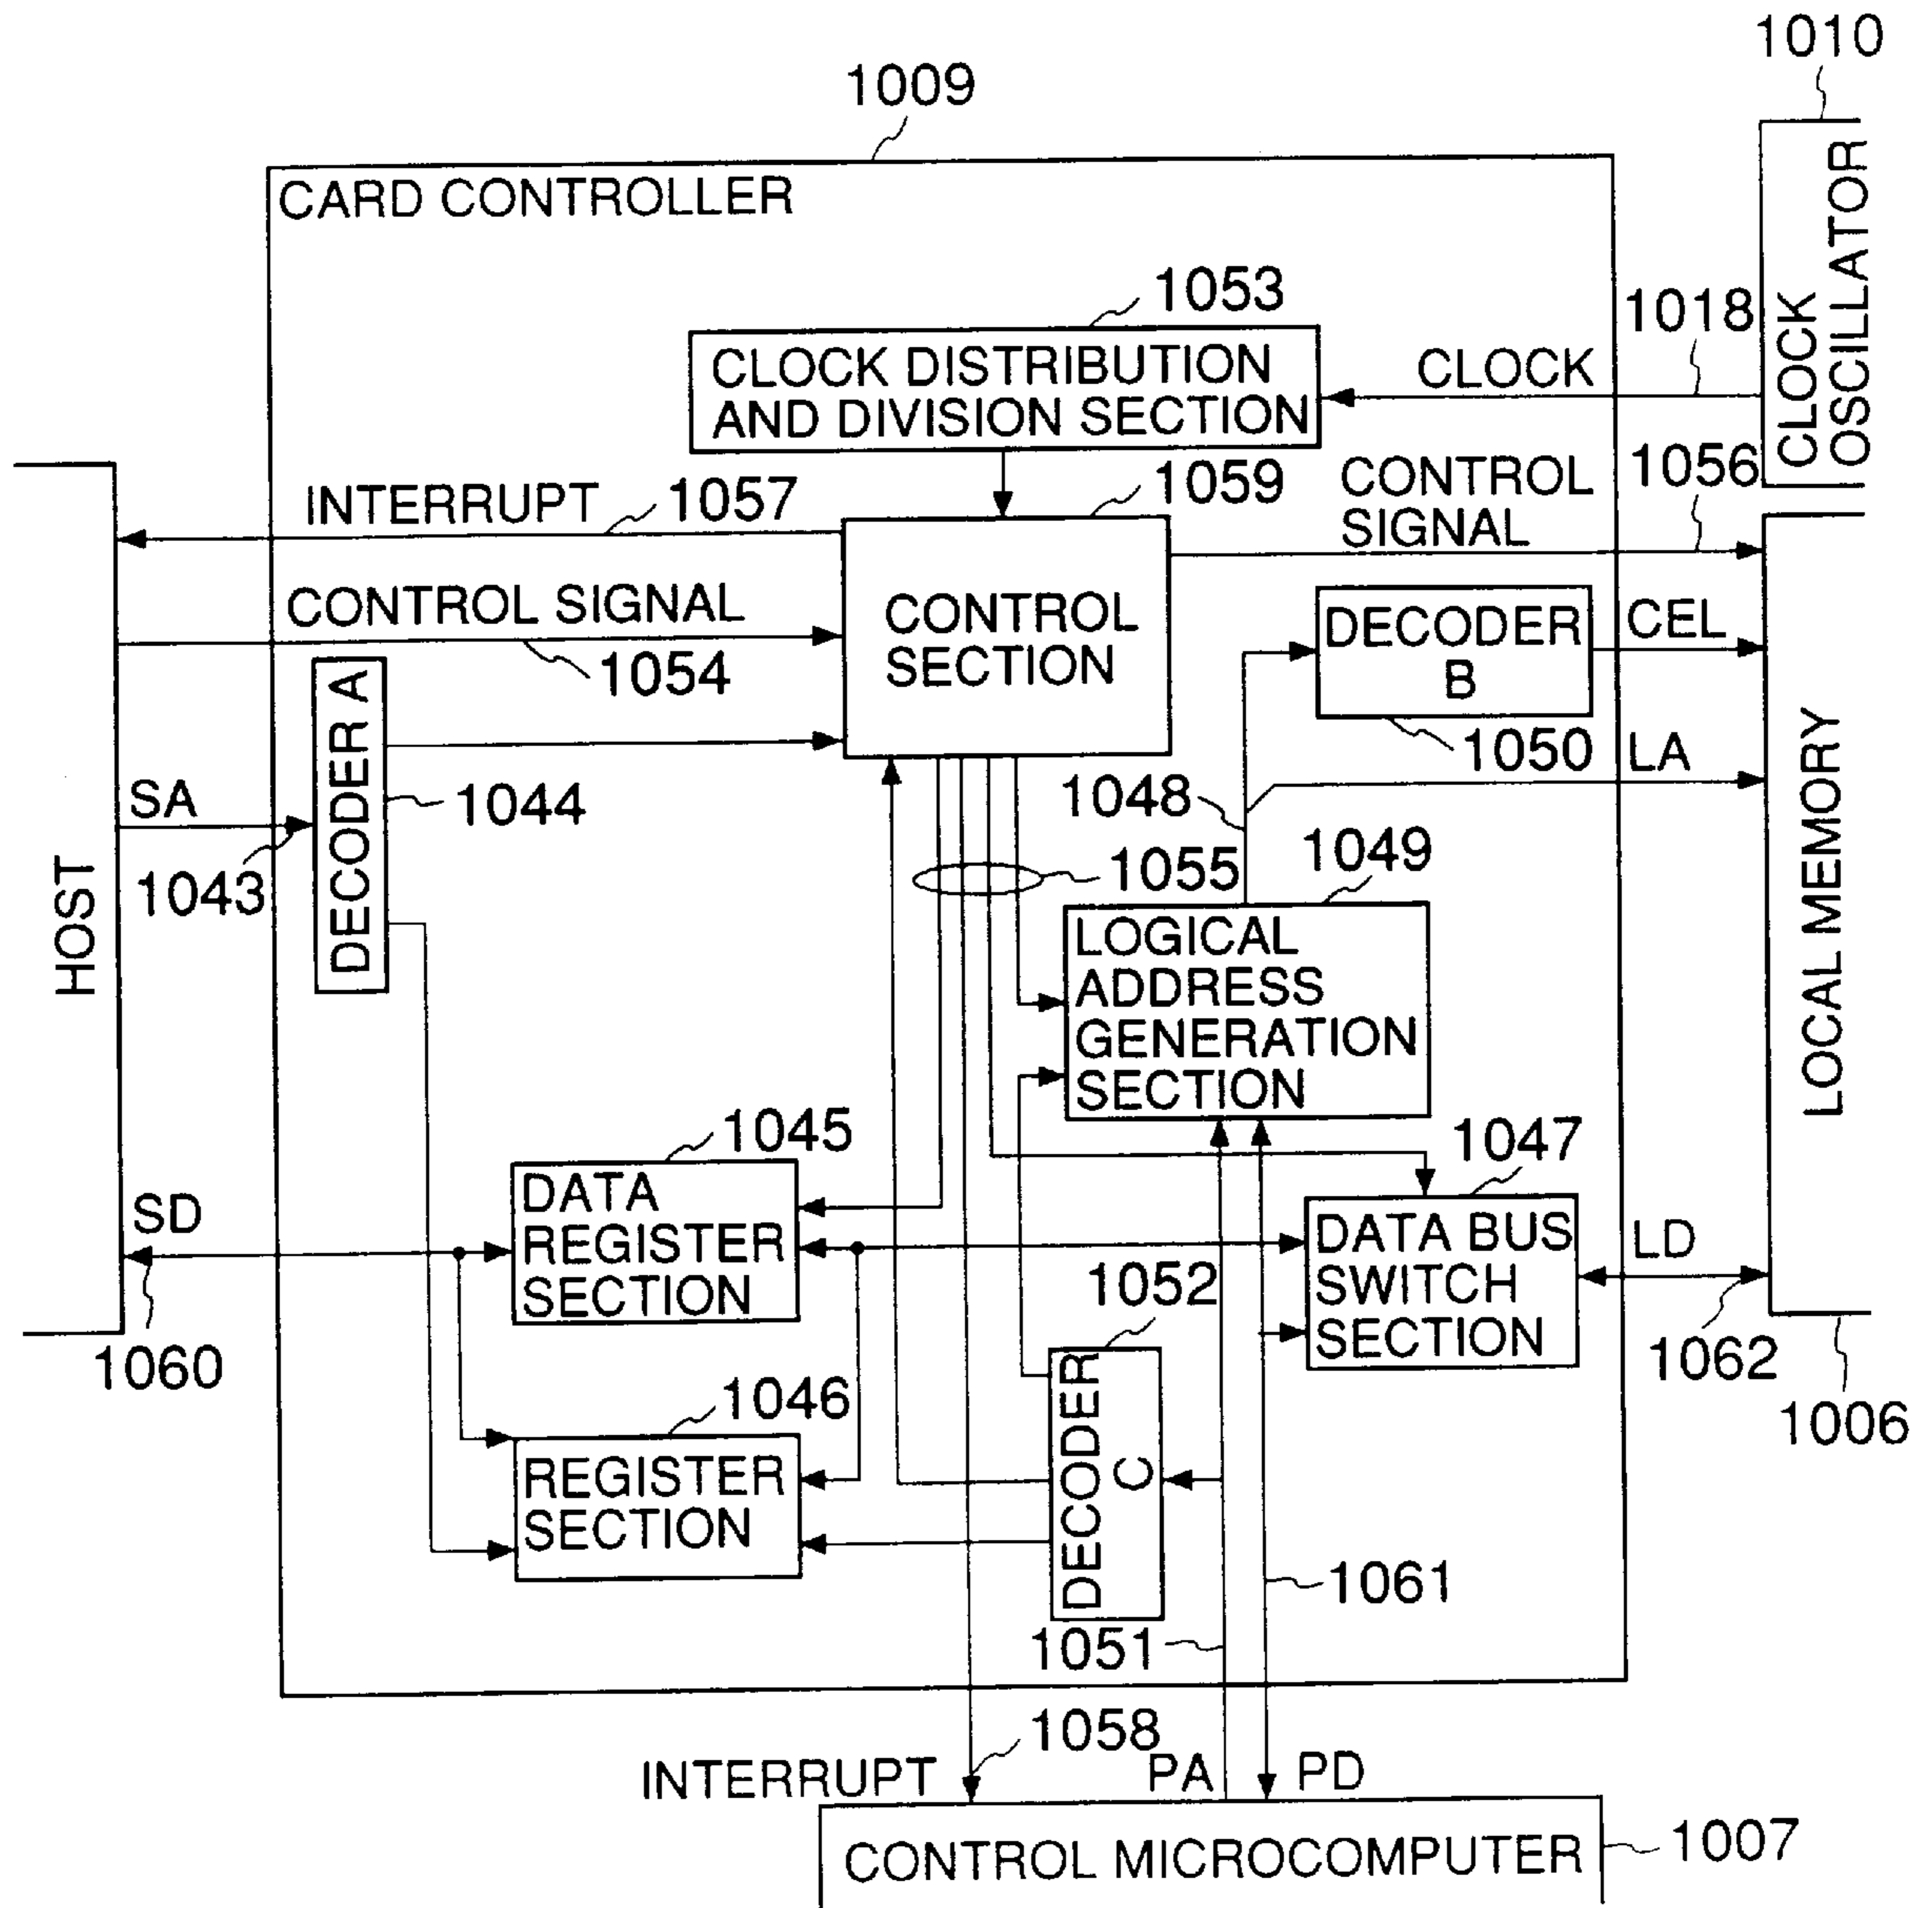 1010
1009
CARD CONTROLLER
CLOCK
OSCILLATOR
1053
1018
CLOCK DISTRIBUTION
AND DIVISION SECTION
CLOCK
1059
CONTROL
SIGNAL
1056
INTERRUPT
1057
CONTROL SIGNAL
1054
CONTROL
SECTION
DECODER
B
CEL
1050
LA
DECODER A
1044
SA
1043
HOST
1048
1055
1049
LOGICAL
ADDRESS
GENERATION
SECTION
LOCAL MEMORY
1045
DATA
REGISTER
SECTION
SD
1060
1047
DATA BUS
SWITCH
SECTION
LD
1062
1006
1052
DECODER
C
1046
REGISTER
SECTION
1061
1051
1058
INTERRUPT
PA
PD
CONTROL MICROCOMPUTER
1007